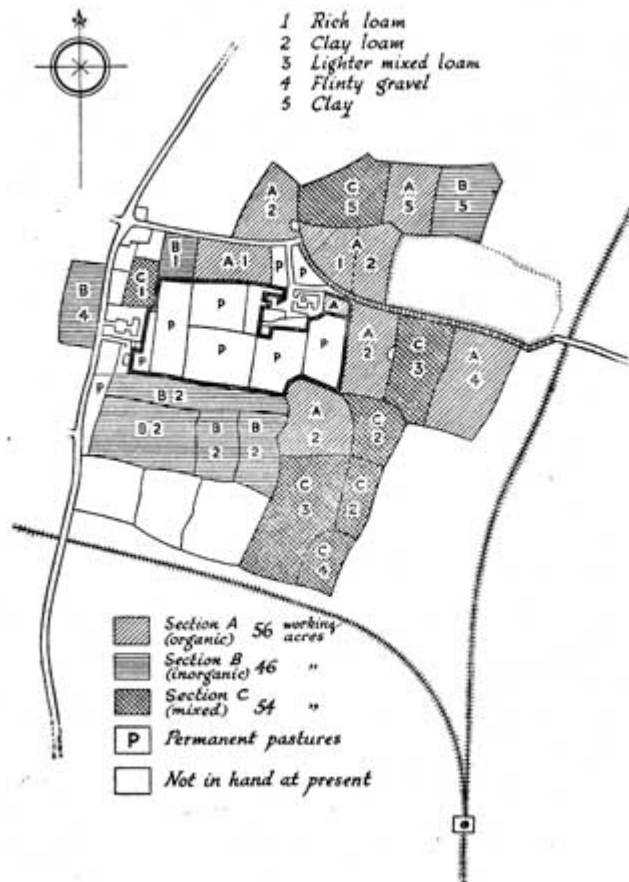 1 Rich loam
2 Clay loam
3 Lighter mixed loam
4 Flinty gravel
5 Clay
A 2
C 5
A 5
B 5
B 1
A 1
P
P
A 1
A 2
B 4
C 1
P
P
A
P
P
P
P
P
A 2
C 3
A 4
P
P
B 2
B 2
B 2
B 2
A 2
C 2
C 3
C 2
C 4
Section A (organic) 56 working acres
Section B (inorganic) 46 "
Section C (mixed) 54 "
P Permanent pastures
Not in hand at present